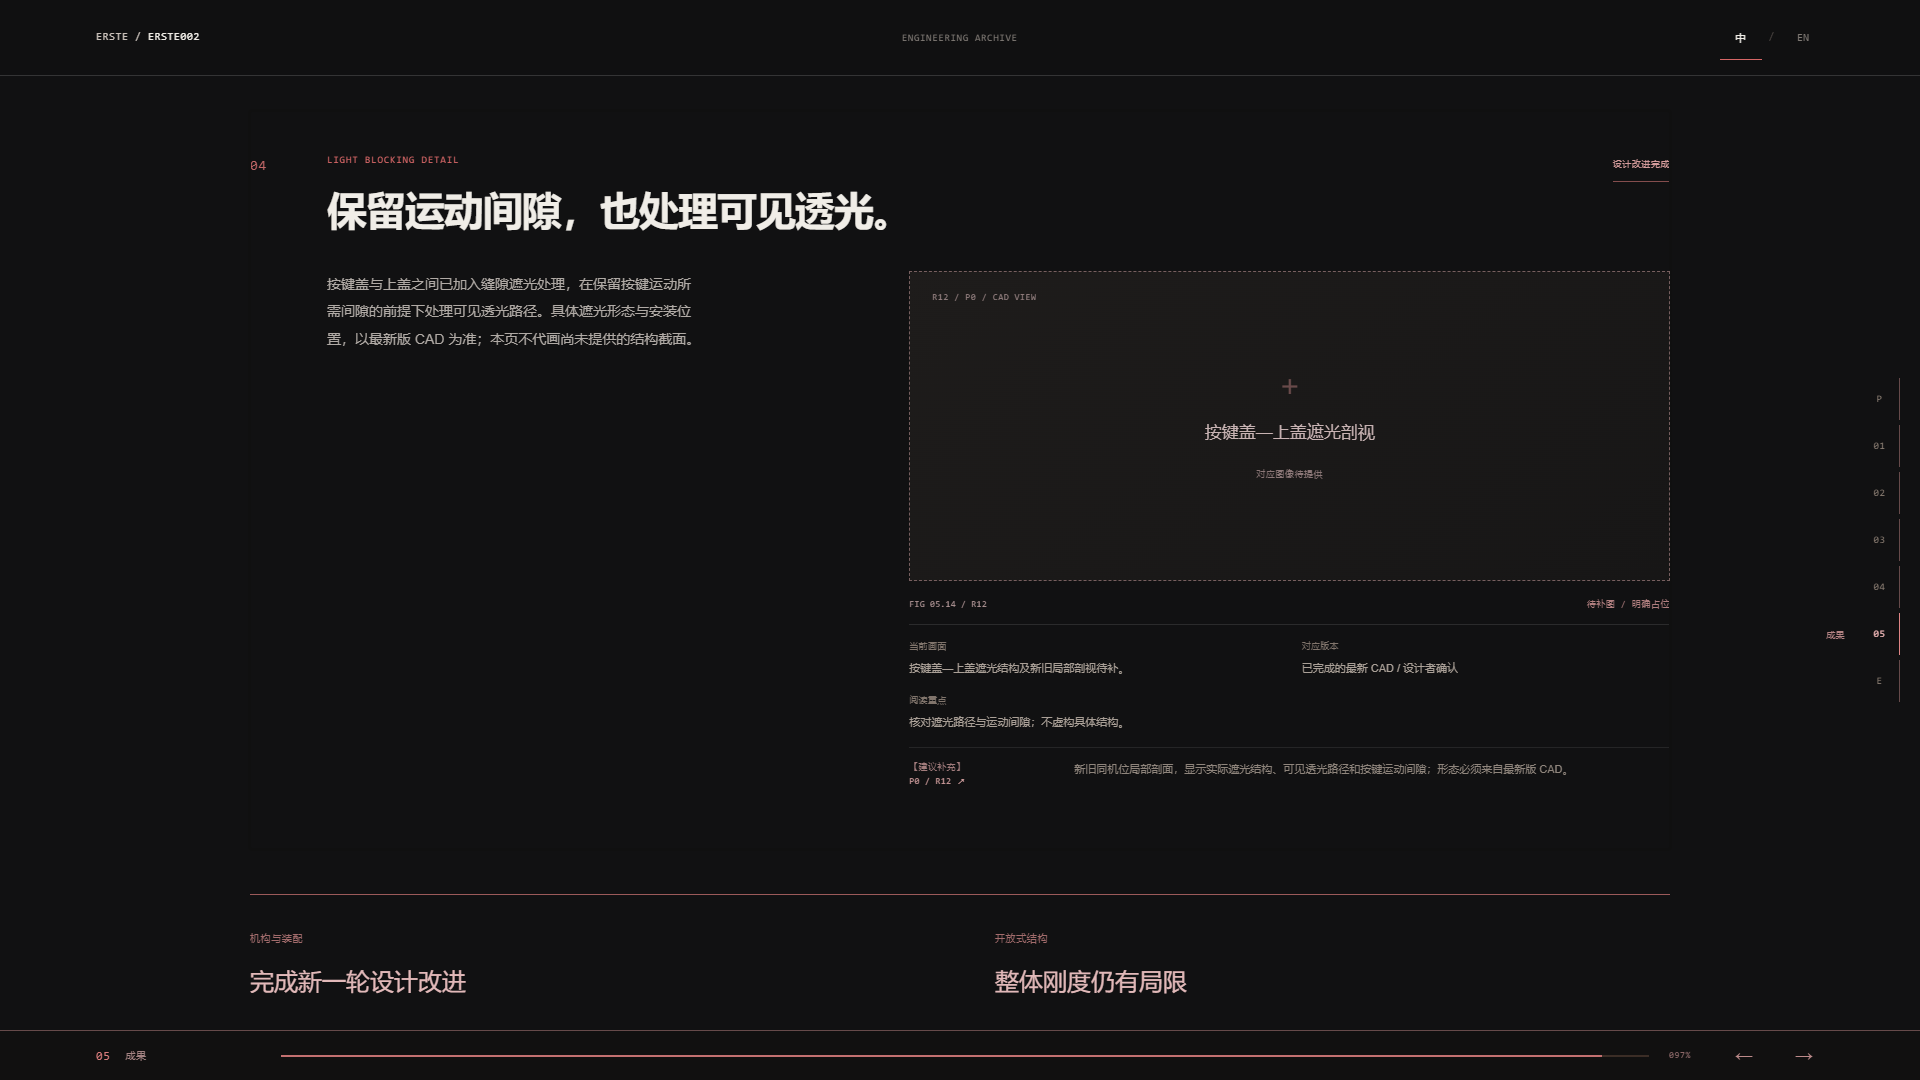 ERSTE / ERSTE002
ENGINEERING ARCHIVE
中 / EN
04
LIGHT BLOCKING DETAIL
设计改进完成
保留运动间隙，也处理可见透光。
按键盖与上盖之间已加入缝隙遮光处理，在保留按键运动所
需间隙的前提下处理可见透光路径。具体遮光形态与安装位
置，以最新版 CAD 为准；本页不代画尚未提供的结构截面。
R12 / P0 / CAD VIEW
+
按键盖—上盖遮光剖视
对应图像待提供
FIG 05.14 / R12
待补图 / 明确占位
当前画面
按键盖—上盖遮光结构及新旧局部剖视待补。
对应版本
已完成的最新 CAD / 设计者确认
阅读重点
核对遮光路径与运动间隙；不虚构具体结构。
【建议补充】
P0 / R12 ↗
新旧同机位局部剖面，显示实际遮光结构、可见透光路径和按键运动间隙；形态必须来自最新版 CAD。
P
01
02
03
04
成果 05
E
机构与装配
完成新一轮设计改进
开放式结构
整体刚度仍有局限
05 成果
097%
← →